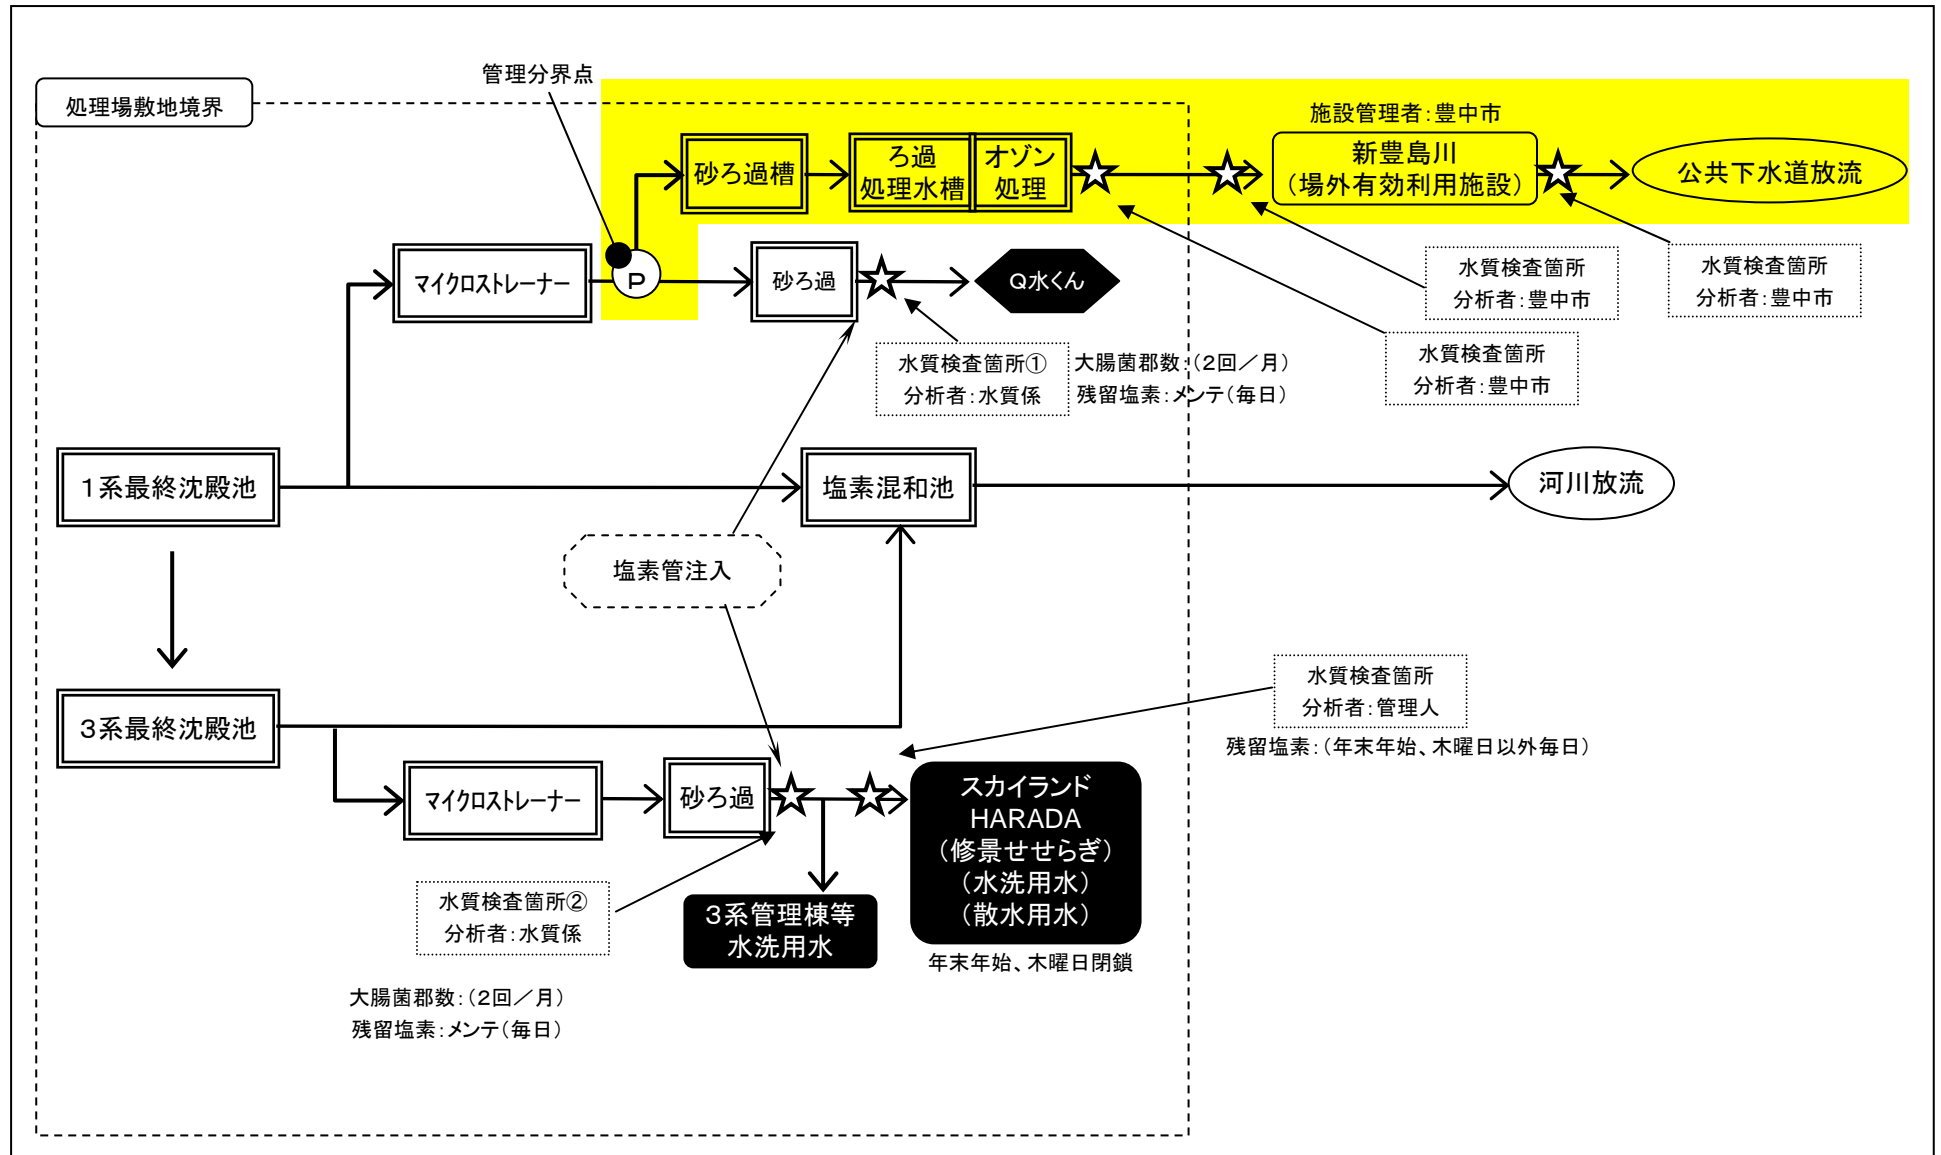 管理分界点
処理場敷地境界
施設管理者：豊中市
砂ろ過槽
ろ過
処理水槽
オゾン
処理
新豊島川
（場外有効利用施設）
公共下水道放流
マイクロストレーナー
P
砂ろ過
Q水くん
水質検査箇所
分析者：豊中市
水質検査箇所
分析者：豊中市
水質検査箇所
分析者：豊中市
水質検査箇所①
分析者：水質係
大腸菌郡数：（２回／月）
残留塩素：メンテ（毎日）
１系最終沈殿池
塩素混和池
河川放流
塩素管注入
３系最終沈殿池
水質検査箇所
分析者：管理人
残留塩素：（年末年始、木曜日以外毎日）
マイクロストレーナー
砂ろ過
スカイランド
HARADA
（修景せせらぎ）
（水洗用水）
（散水用水）
年末年始、木曜日閉鎖
水質検査箇所②
分析者：水質係
３系管理棟等
水洗用水
大腸菌郡数：（２回／月）
残留塩素：メンテ（毎日）